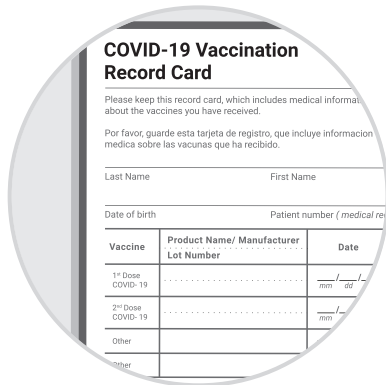 COVID-19 Vaccination
Record Card
Please keep this record card, which includes medical
about the vaccines you have received.
Por favor, guarde esta tarjeta de registro, que incluye informacion
medica sobre las vacunas que ha recibido.
Last Name First Name
Date of birth Patient number ( medical
Vaccine Product Name/ Manufacturer Date
Lot Number
1st Dose
COVID- 19
mm / dd /
2nd Dose
COVID- 19
mm /
Other
Other